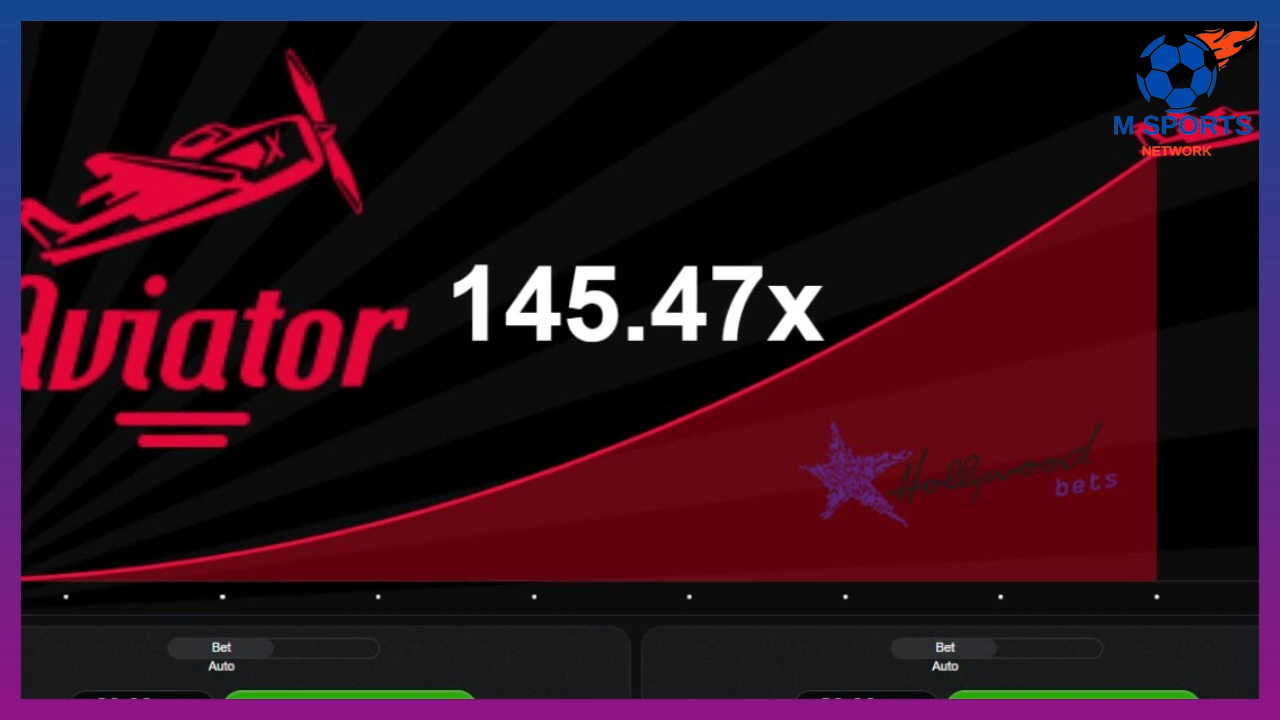 M SPORTS
NETWORK
Aviator
145.47x
Hollywood
bets
Bet
Auto
Bet
Auto